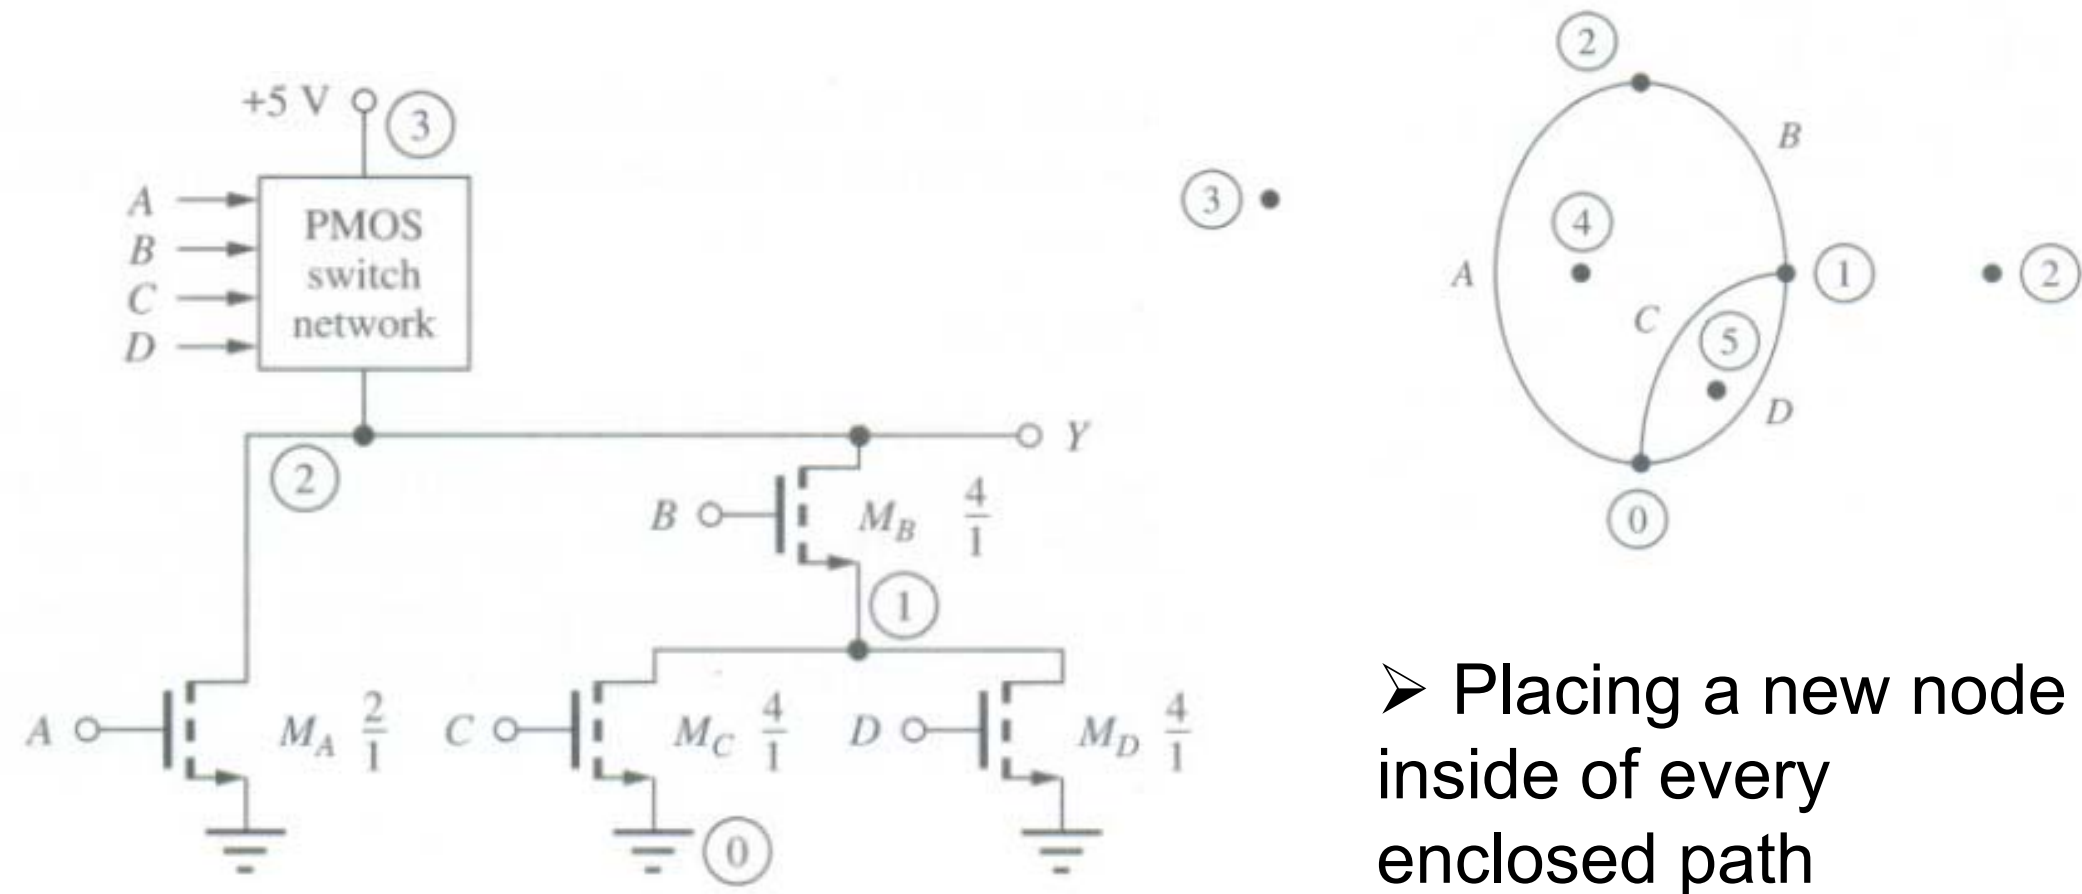 +5 V
3
A
B
C
D
PMOS
switch
network
2
Y
B
M_B 4/1
1
A
M_A 2/1
C
M_C 4/1
D
M_D 4/1
0
2
B
3
4
A
1
2
C
5
D
0
➢ Placing a new node
inside of every
enclosed path